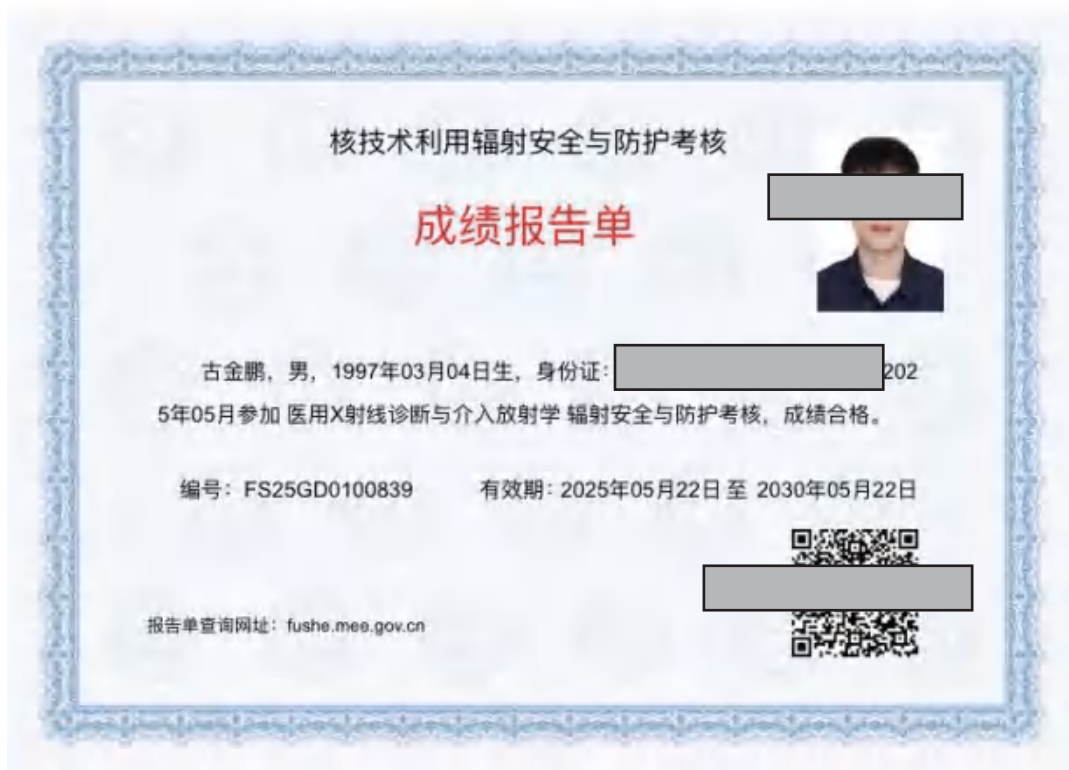 核技术利用辐射安全与防护考核
成绩报告单
古金鹏，男，1997年03月04日生，身份证：202
5年05月参加 医用X射线诊断与介入放射学 辐射安全与防护考核，成绩合格。
编号：FS25GD0100839 有效期：2025年05月22日 至 2030年05月22日
报告单查询网址：fushe.mee.gov.cn